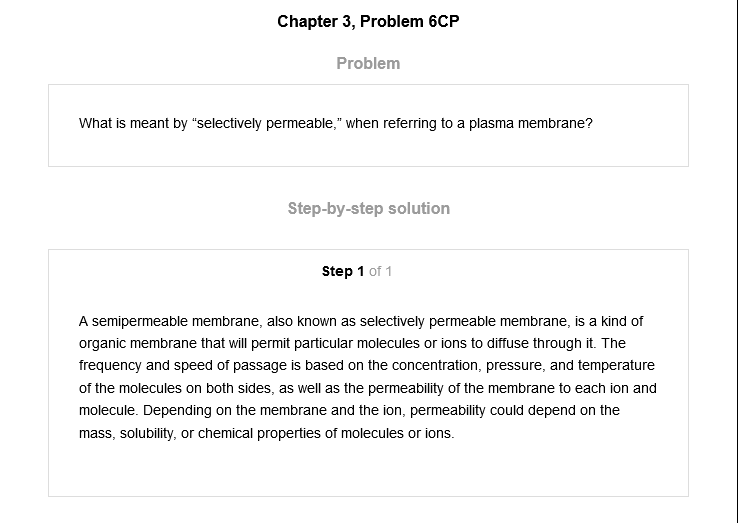 Chapter 3, Problem 6CP
Problem
What is meant by “selectively permeable,” when referring to a plasma membrane?
Step-by-step solution
Step 1 of 1
A semipermeable membrane, also known as selectively permeable membrane, is a kind of
organic membrane that will permit particular molecules or ions to diffuse through it. The
frequency and speed of passage is based on the concentration, pressure, and temperature
of the molecules on both sides, as well as the permeability of the membrane to each ion and
molecule. Depending on the membrane and the ion, permeability could depend on the
mass, solubility, or chemical properties of molecules or ions.